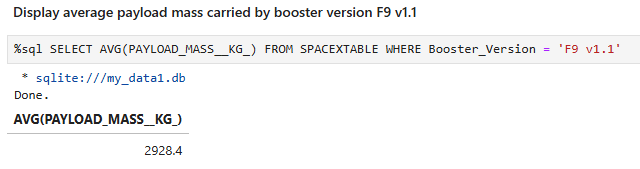 Display average payload mass carried by booster version F9 v1.1
%sql SELECT AVG(PAYLOAD_MASS__KG_) FROM SPACEXTABLE WHERE Booster_Version = 'F9 v1.1'
* sqlite:///my_data1.db
Done.
AVG(PAYLOAD_MASS__KG_)
2928.4